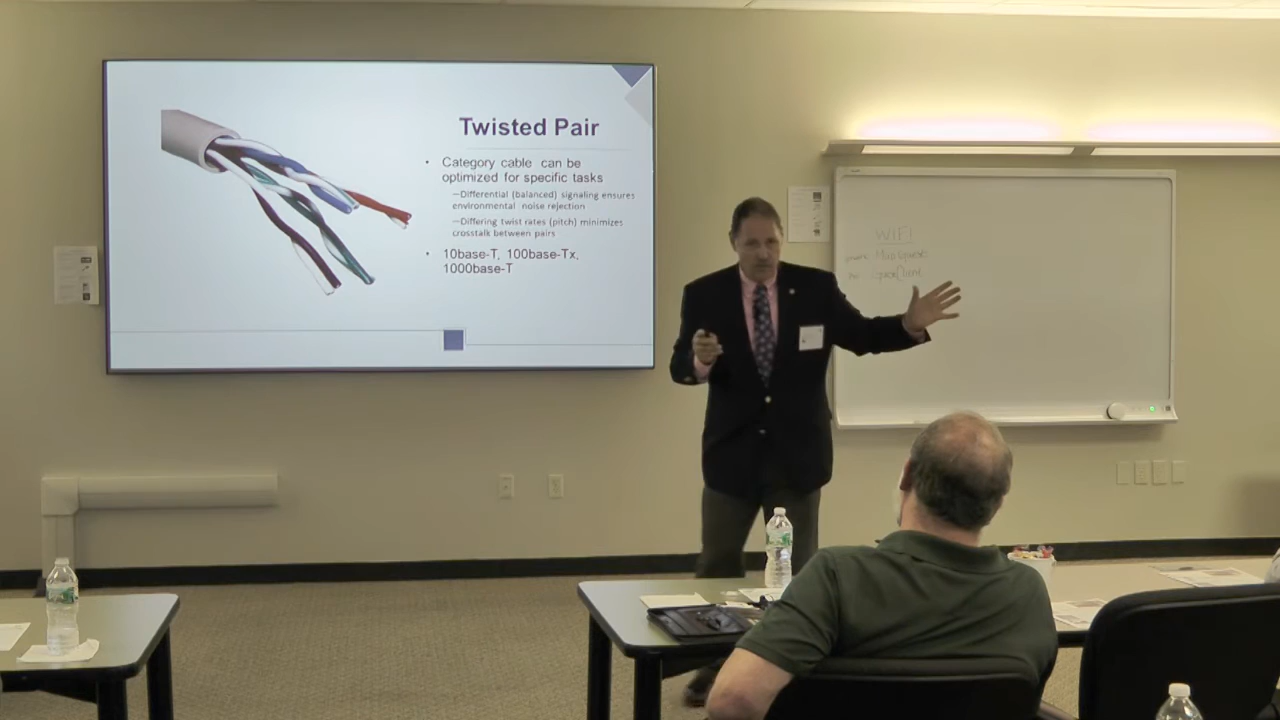 Twisted Pair
• Category cable can be
optimized for specific tasks
—Differential (balanced) signaling ensures
environmental noise rejection
—Differing twist rates (pitch) minimizes
crosstalk between pairs
• 10base-T, 100base-Tx,
1000base-T
WIFI